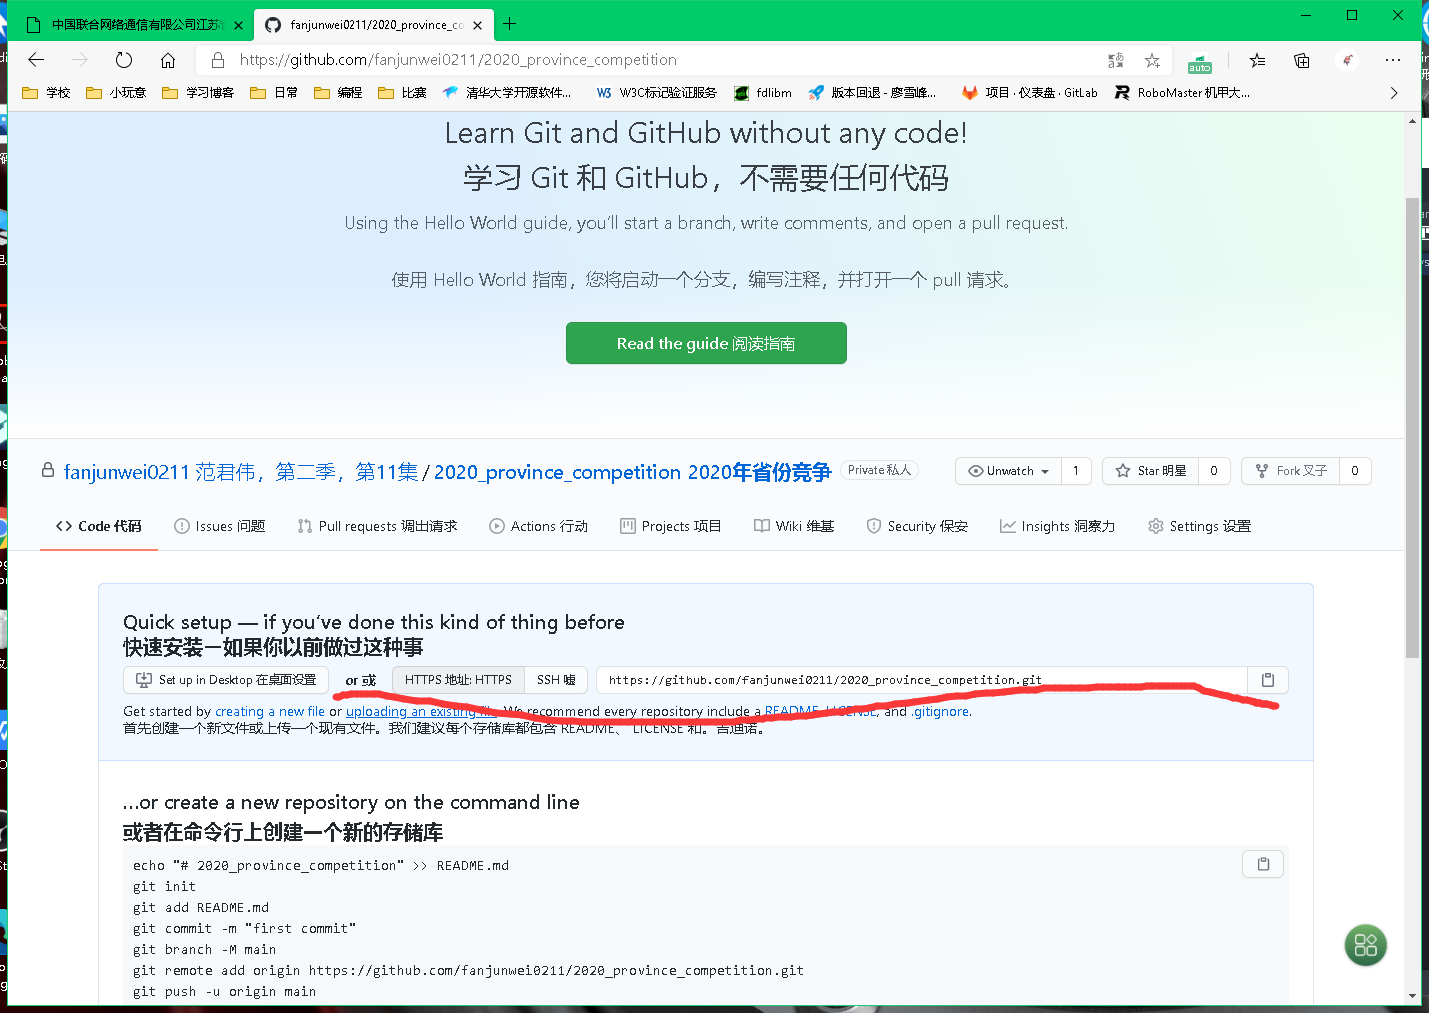 中国联合网络通信有限公司江苏
fanjunwei0211/2020_province_co
https://github.com/fanjunwei0211/2020_province_competition
auto
学校 小玩意 学习博客 日常 编程 比赛 清华大学开源软件... W3C标记验证服务 fdlibm 版本回退 - 廖雪峰... 项目 · 仪表盘 · GitLab RoboMaster 机甲大...
Learn Git and GitHub without any code!
学习 Git 和 GitHub，不需要任何代码
Using the Hello World guide, you’ll start a branch, write comments, and open a pull request.
使用 Hello World 指南，您将启动一个分支，编写注释，并打开一个 pull 请求。
Read the guide 阅读指南
fanjunwei0211 范君伟，第二季，第11集 / 2020_province_competition 2020年省份竞争 Private 私人 Unwatch 1 Star 明星 0 Fork 叉子 0
Code 代码 Issues 问题 Pull requests 调出请求 Actions 行动 Projects 项目 Wiki 维基 Security 保安 Insights 洞察力 Settings 设置
Quick setup — if you’ve done this kind of thing before
快速安装－如果你以前做过这种事
Set up in Desktop 在桌面设置 or 或 HTTPS 地址: HTTPS SSH 嘘 https://github.com/fanjunwei0211/2020_province_competition.git
Get started by creating a new file or uploading an existing file. We recommend every repository include a README, LICENSE, and .gitignore.
首先创建一个新文件或上传一个现有文件。我们建议每个存储库都包含 README、 LICENSE 和。吉迪诺。
...or create a new repository on the command line
或者在命令行上创建一个新的存储库
echo "# 2020_province_competition" >> README.md
git init
git add README.md
git commit -m "first commit"
git branch -M main
git remote add origin https://github.com/fanjunwei0211/2020_province_competition.git
git push -u origin main